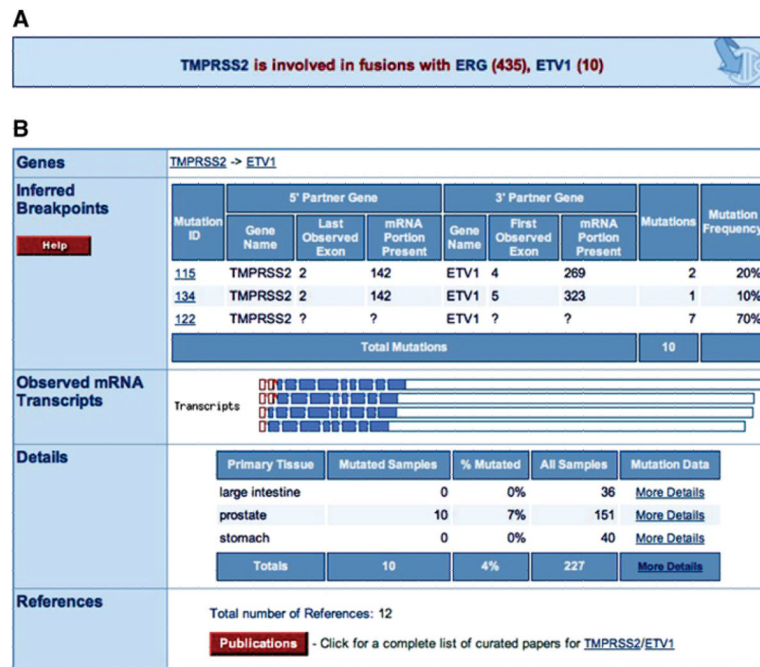 A
TMPRSS2 is involved in fusions with ERG (435), ETV1 (10)
B
Genes
TMPRSS2 -> ETV1
Inferred Breakpoints
Help
Mutation ID
5' Partner Gene
3' Partner Gene
Mutations
Mutation Frequency
Gene Name
Last Observed Exon
mRNA Portion Present
Gene Name
First Observed Exon
mRNA Portion Present
115 TMPRSS2 2 142 ETV1 4 269 2 20%
134 TMPRSS2 2 142 ETV1 5 323 1 10%
122 TMPRSS2 ? ? ETV1 ? ? 7 70%
Total Mutations 10
Observed mRNA Transcripts
Transcripts
Details
Primary Tissue Mutated Samples % Mutated All Samples Mutation Data
large intestine 0 0% 36 More Details
prostate 10 7% 151 More Details
stomach 0 0% 40 More Details
Totals 10 4% 227 More Details
References
Total number of References: 12
Publications - Click for a complete list of curated papers for TMPRSS2/ETV1